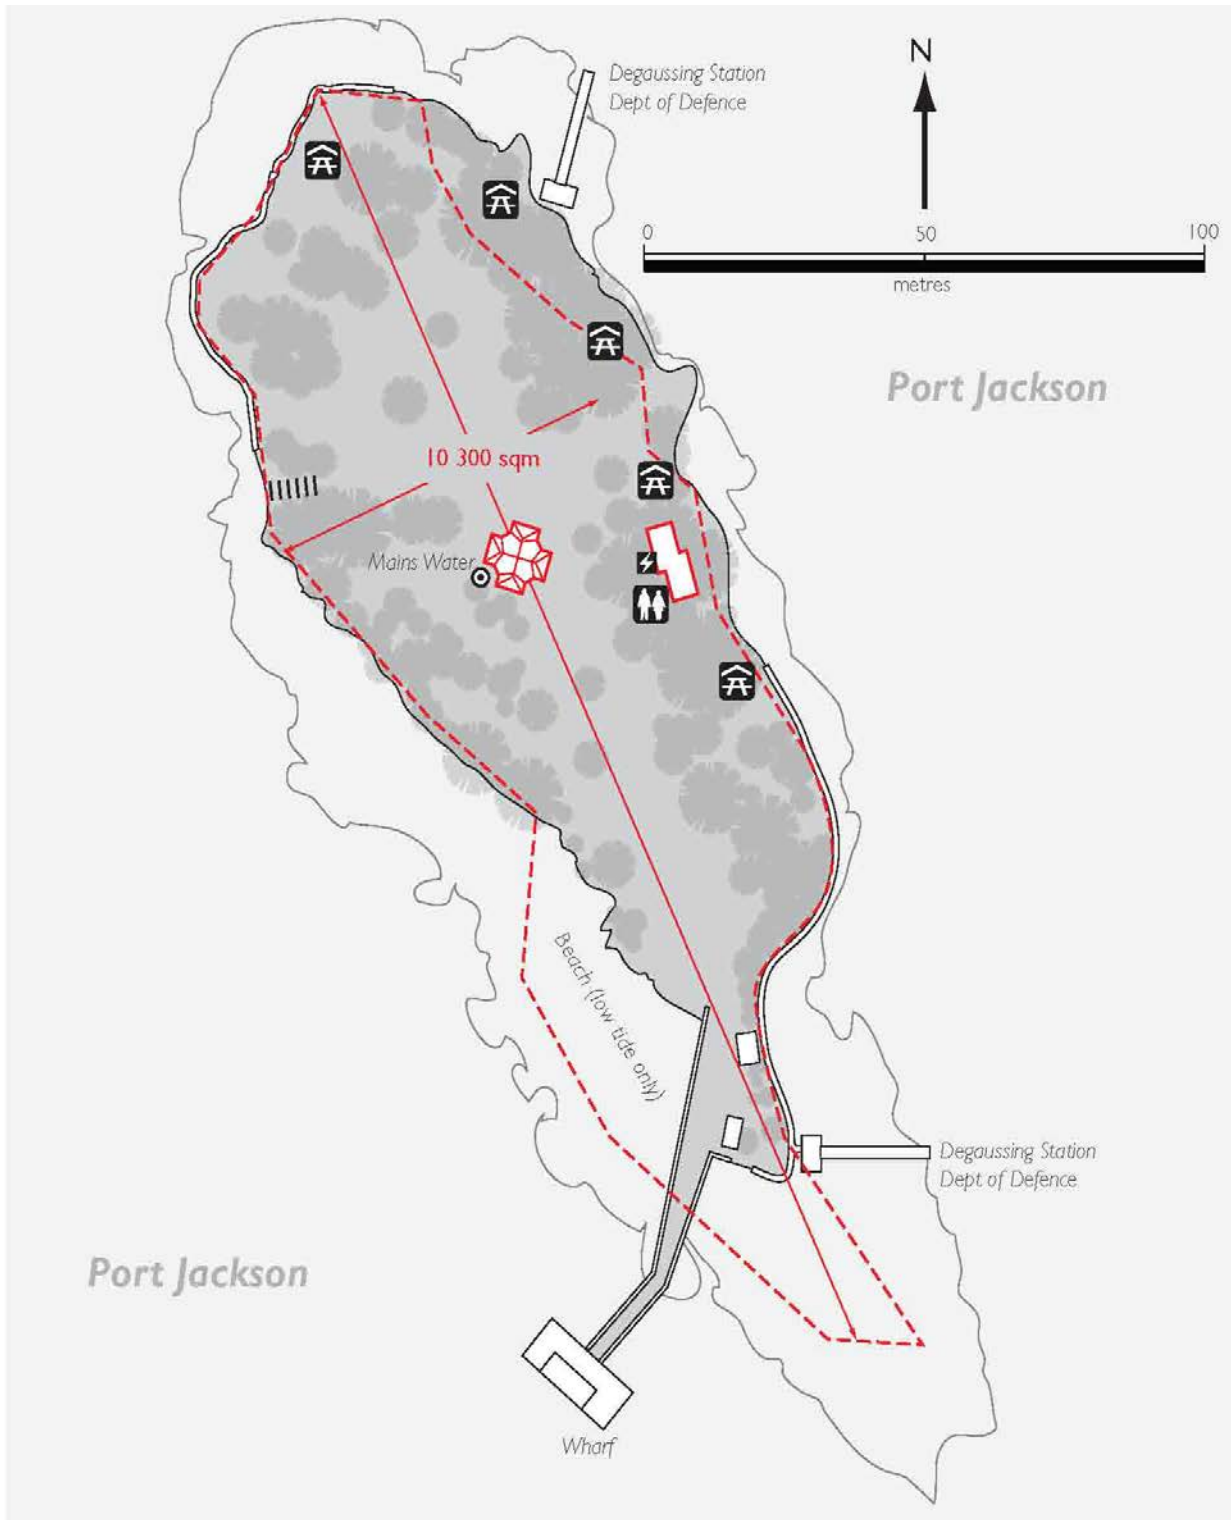 Degaussing Station
Dept of Defence
N
0 50 100
metres
Port Jackson
10 300 sqm
Mains Water
Beach (low tide only)
Degaussing Station
Dept of Defence
Port Jackson
Wharf